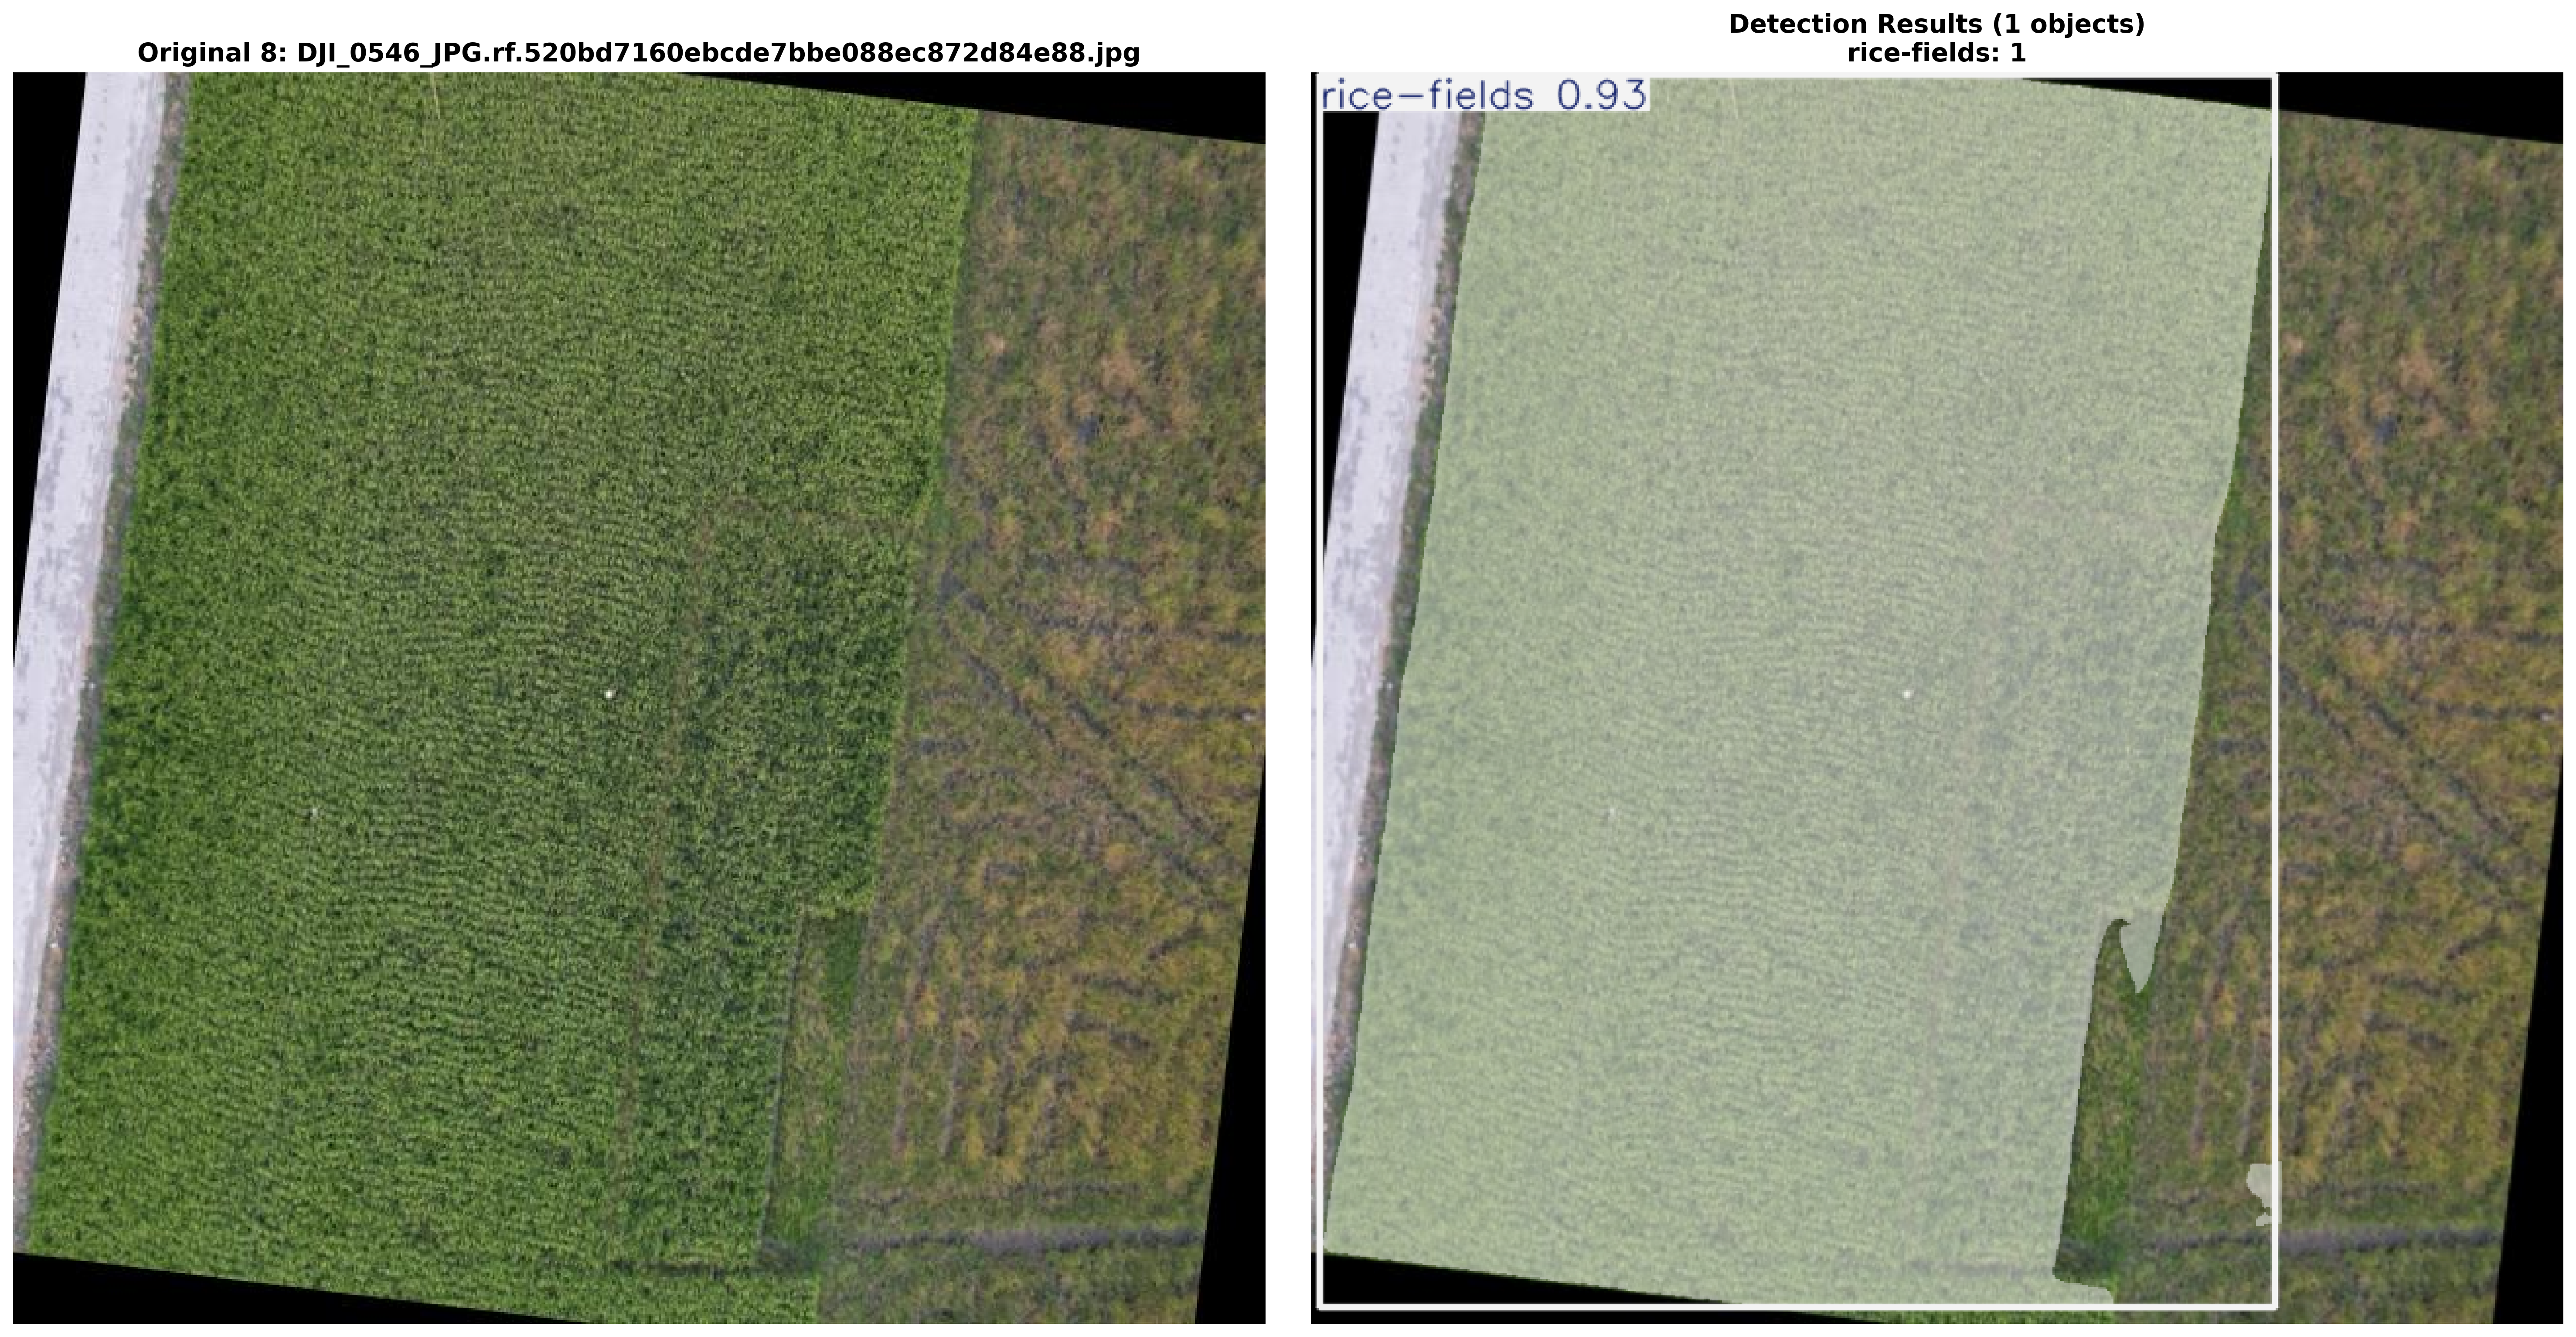 Original 8: DJI_0546_JPG.rf.520bd7160ebcde7bbe088ec872d84e88.jpg
Detection Results (1 objects)
rice-fields: 1
rice-fields 0.93